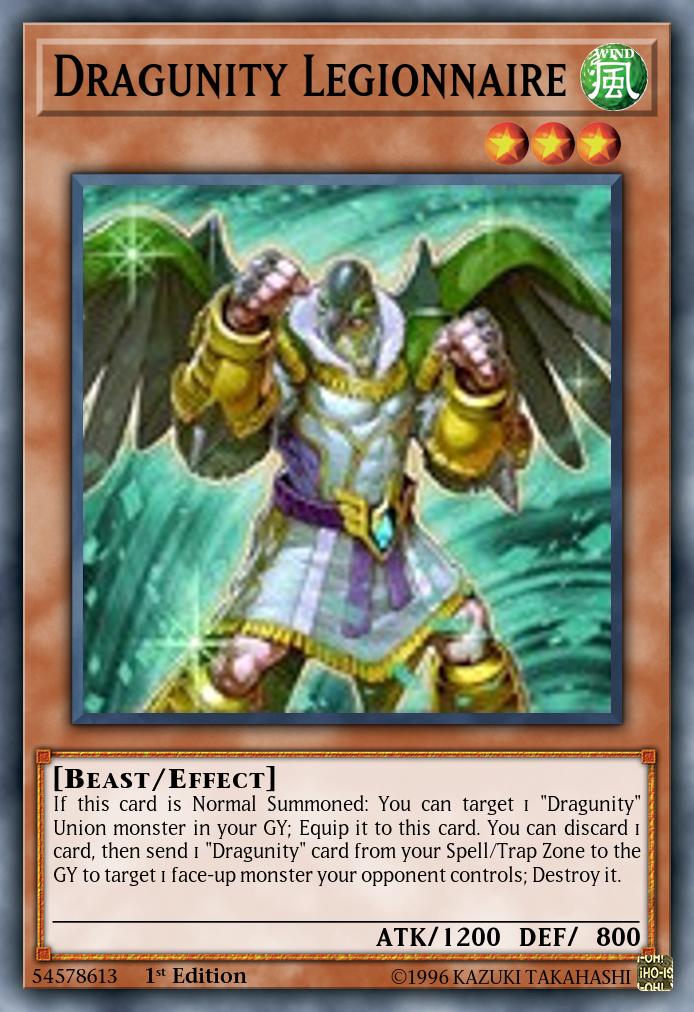 Dragunity Legionnaire
WIND
風
[Beast/Effect]
If this card is Normal Summoned: You can target 1 "Dragunity"
Union monster in your GY; Equip it to this card. You can discard 1
card, then send 1 "Dragunity" card from your Spell/Trap Zone to the
GY to target 1 face-up monster your opponent controls; Destroy it.
ATK/1200 DEF/ 800
54578613 1st Edition ©1996 KAZUKI TAKAHASHI